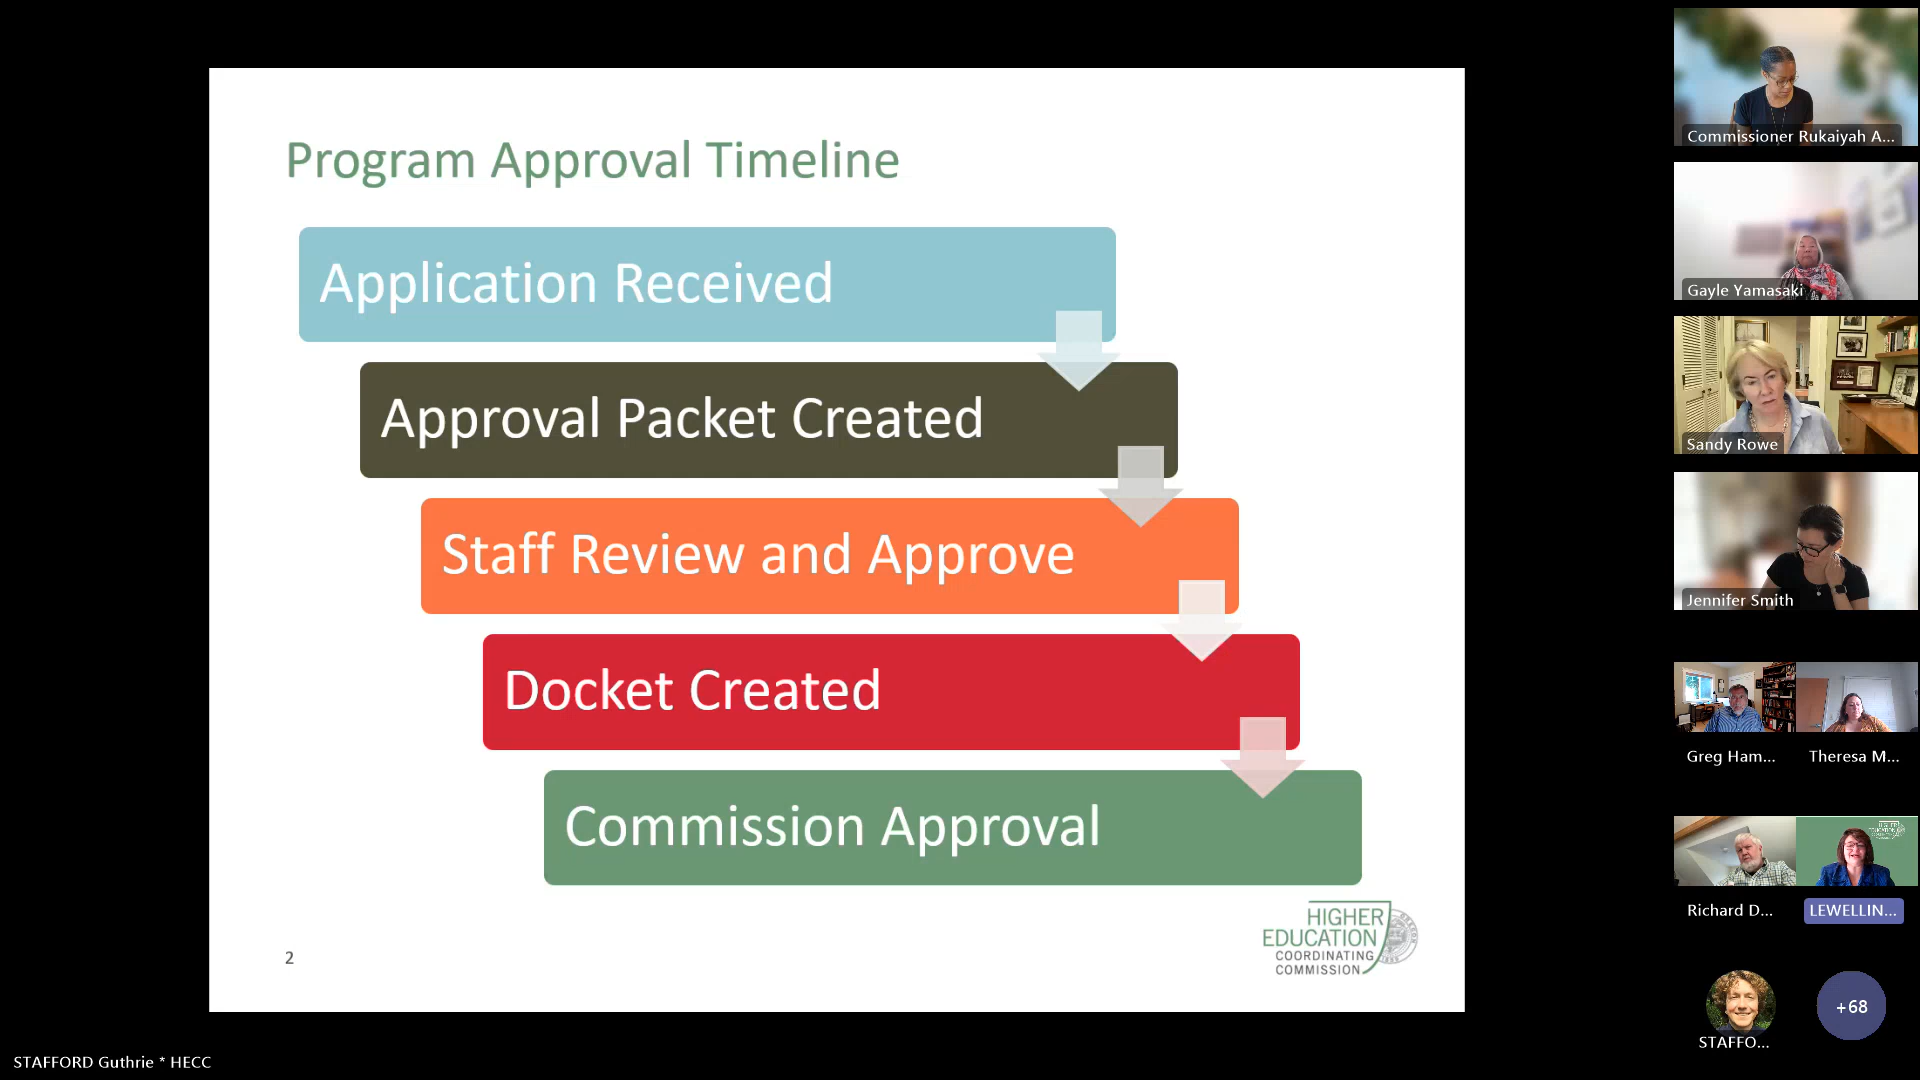 Program Approval Timeline
Application Received
Approval Packet Created
Staff Review and Approve
Docket Created
Commission Approval
2
HIGHER
EDUCATION
COORDINATING
COMMISSION
STAFFORD Guthrie * HECC
Commissioner Rukaiyah A...
Gayle Yamasaki
Sandy Rowe
Jennifer Smith
Greg Ham...
Theresa M...
Richard D...
LEWELLIN...
STAFFO...
+68